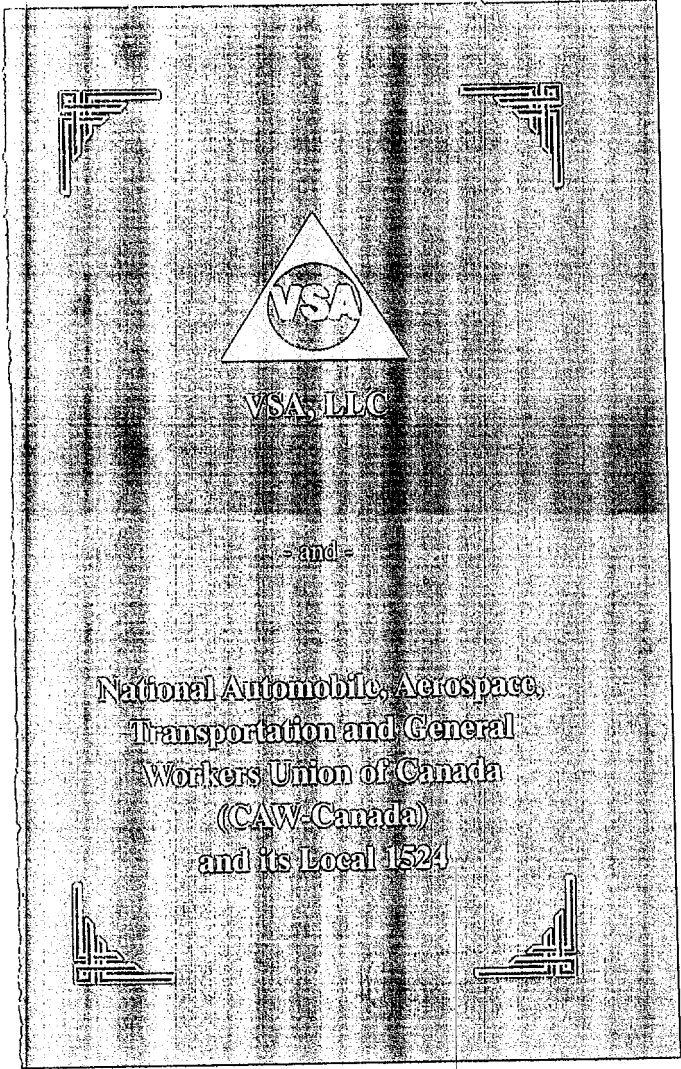 VSA
VSA, LLC
- and -
National Automobile, Aerospace,
Transportation and General
Workers Union of Canada
(CAW-Canada)
and its Local 1524